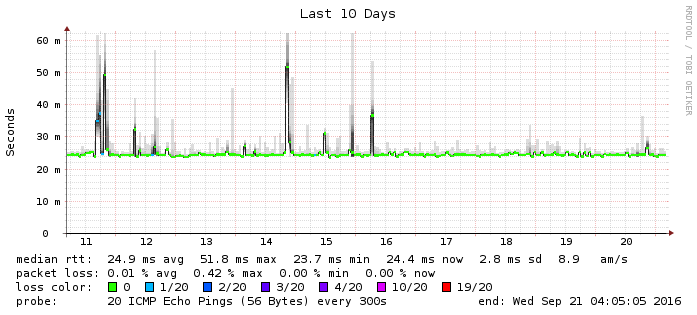 Last 10 Days
RRDTOOL / TOBI OETIKER
Seconds
60 m
50 m
40 m
30 m
20 m
10 m
0
11 12 13 14 15 16 17 18 19 20
median rtt: 24.9 ms avg 51.8 ms max 23.7 ms min 24.4 ms now 2.8 ms sd 8.9 am/s
packet loss: 0.01 % avg 0.42 % max 0.00 % min 0.00 % now
loss color: 0 1/20 2/20 3/20 4/20 10/20 19/20
probe: 20 ICMP Echo Pings (56 Bytes) every 300s end: Wed Sep 21 04:05:05 2016